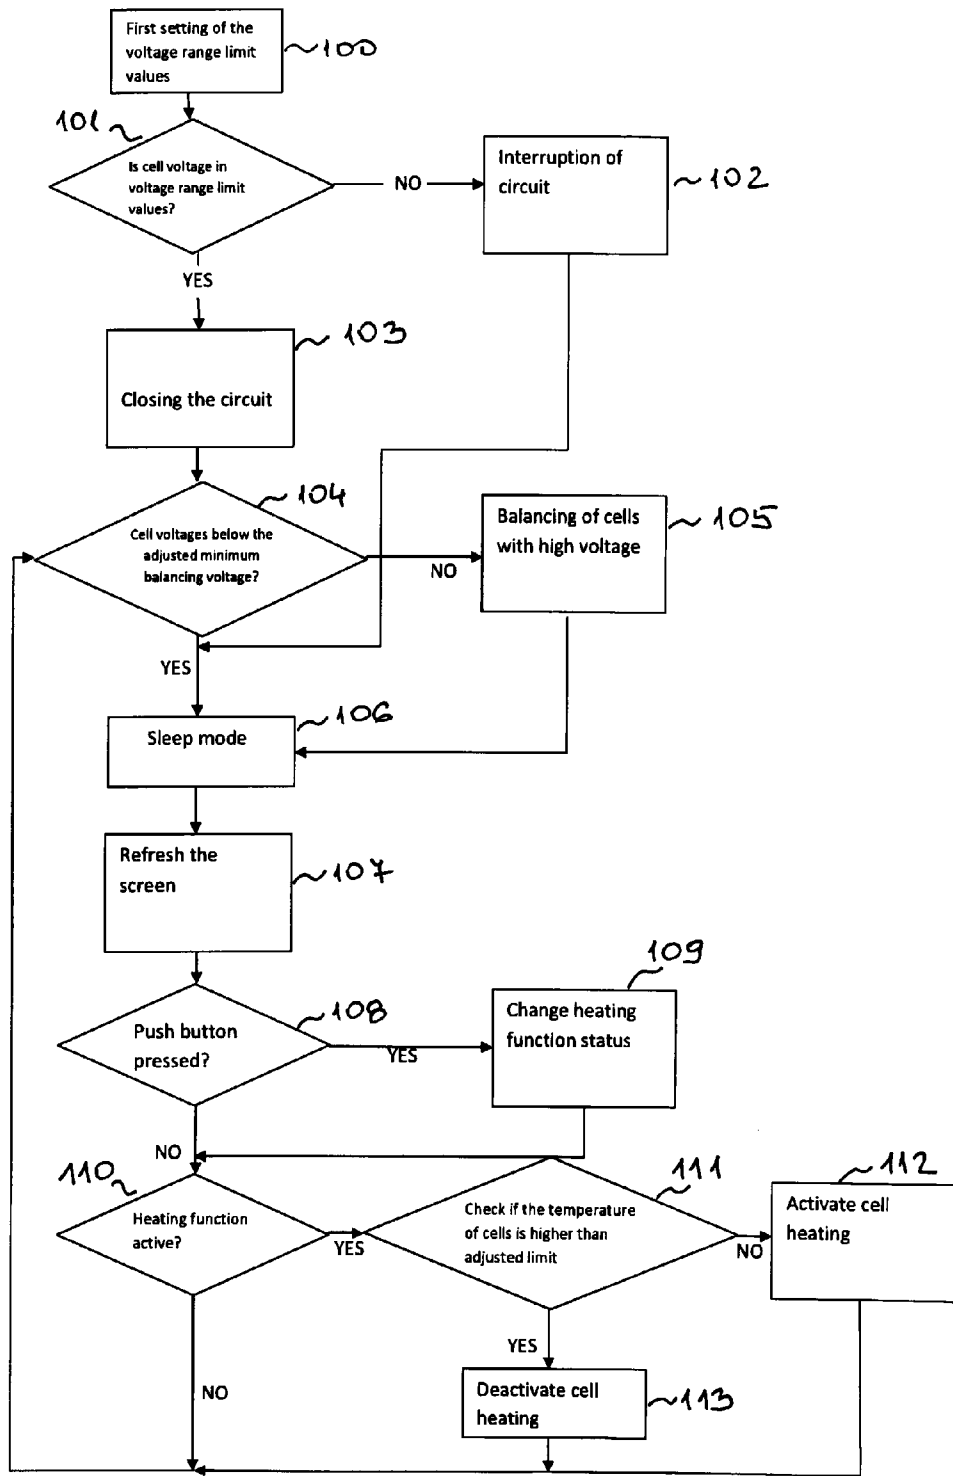 First setting of the
voltage range limit
values
100
101
Is cell voltage in
voltage range limit
values?
NO
Interruption of
circuit
102
YES
103
Closing the circuit
104
Cell voltages below the
adjusted minimum
balancing voltage?
NO
Balancing of cells
with high voltage
105
YES
106
Sleep mode
Refresh the
screen
107
108
Push button
pressed?
YES
109
Change heating
function status
NO
110
Heating function
active?
YES
111
Check if the temperature
of cells is higher than
adjusted limit
NO
112
Activate cell
heating
YES
NO
Deactivate cell
heating
113